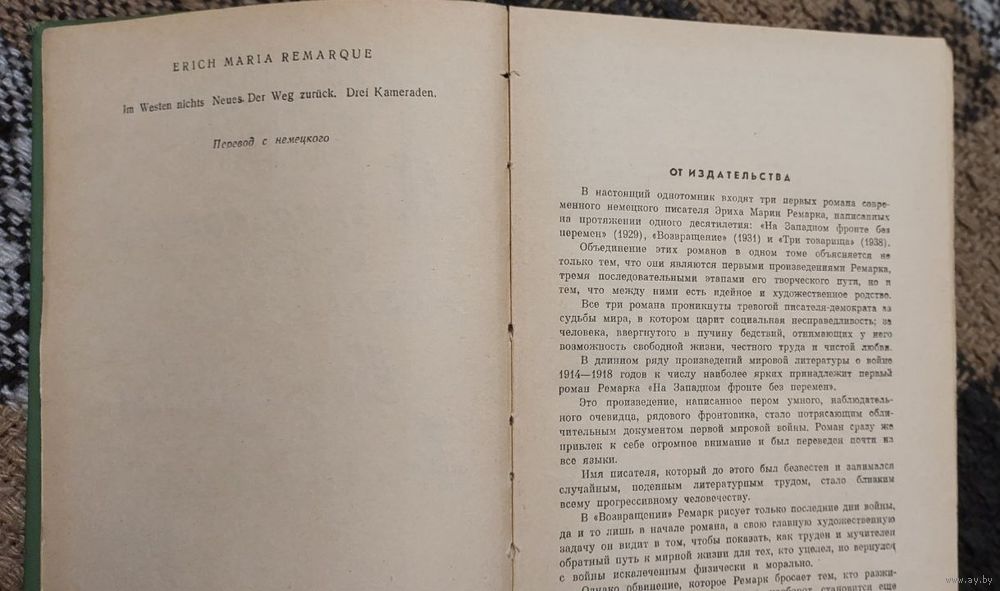 ERICH MARIA REMARQUE
Im Westen nichts Neues. Der Weg zurück. Drei Kameraden.
Перевод с немецкого
ОТ ИЗДАТЕЛЬСТВА
В настоящий однотомник входят три первых романа совре-
менного немецкого писателя Эриха Марии Ремарка, написанных
на протяжении одного десятилетия: «На Западном фронте без
перемен» (1929), «Возвращение» (1931) и «Три товарища» (1938).
Объединение этих романов в одном томе объясняется не
только тем, что они являются первыми произведениями Ремарка,
тремя последовательными этапами его творческого пути, но и
тем, что между ними есть идейное и художественное родство.
Все три романа проникнуты тревогой писателя-демократа за
судьбы мира, в котором царит социальная несправедливость; за
человека, ввергнутого в пучину бедствий, отнимающих у него
возможность свободной жизни, честного труда и чистой любви.
В длинном ряду произведений мировой литературы о войне
1914—1918 годов к числу наиболее ярких принадлежит первый
роман Ремарка «На Западном фронте без перемен».
Это произведение, написанное пером умного, наблюдатель-
ного очевидца, рядового фронтовика, стало потрясающим обли-
чительным документом первой мировой войны. Роман сразу же
привлек к себе огромное внимание и был переведен почти на
все языки.
Имя писателя, который до этого был безвестен и занимался
случайным, поденным литературным трудом, стало близким
всему прогрессивному человечеству.
В «Возвращении» Ремарк рисует только последние дни войны,
да и то лишь в начале романа, а свою главную художественную
задачу он видит в том, чтобы показать, как труден и мучителен
обратный путь к мирной жизни для тех, кто уцелел, но вернулся
с войны искалеченным физически и морально.
Однако обвинение, которое Ремарк бросает тем, кто разжи-
становится еще
www.ay.by